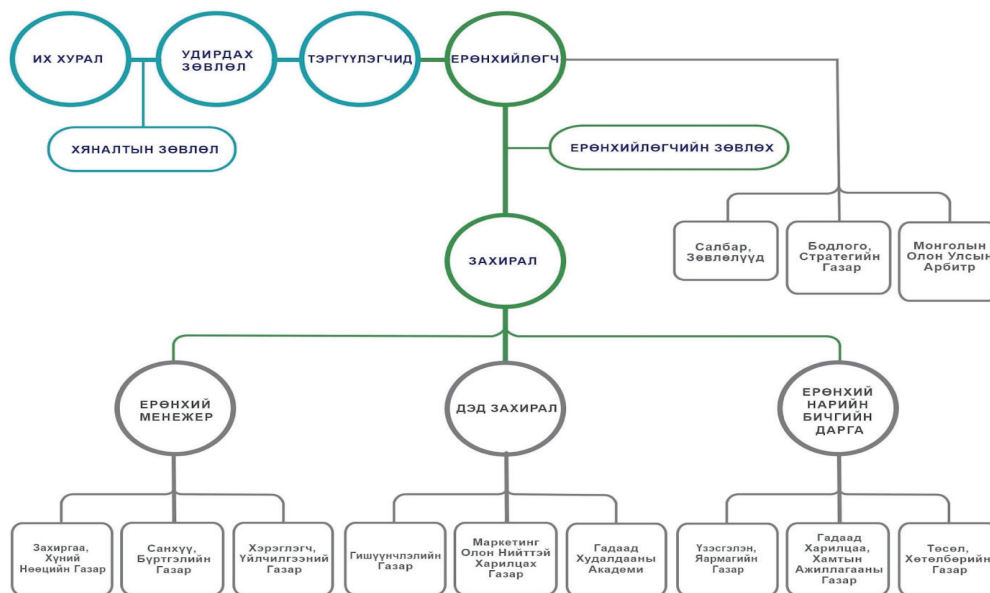 ИХ ХУРАЛ
УДИРДАХ
ЗӨВЛӨЛ
ТЭРГҮҮЛЭГЧИД
ЕРӨНХИЙЛӨГЧ
ХЯНАЛТЫН ЗӨВЛӨЛ
ЕРӨНХИЙЛӨГЧИЙН ЗӨВЛӨХ
Салбар,
Зөвлөлүүд
Бодлого,
Стратегийн
Газар
Монголын
Олон Улсын
Арбитр
ЗАХИРАЛ
ЕРӨНХИЙ
МЕНЕЖЕР
ДЭД ЗАХИРАЛ
ЕРӨНХИЙ
НАРИЙН
БИЧГИЙН
ДАРГА
Захиргаа,
Хүний
Нөөцийн Газар
Санхүү,
Бүртгэлийн
Газар
Хэрэглэгч,
Үйлчилгээний
Газар
Гишүүнчлэлийн
Газар
Маркетинг
Олон Нийттэй
Харилцах
Газар
Гадаад
Худалдааны
Академи
Үзэсгэлэн,
Яармагийн
Газар
Гадаад
Харилцаа,
Хамтын
Ажиллагааны
Газар
Төсөл,
Хөтөлбөрийн
Газар